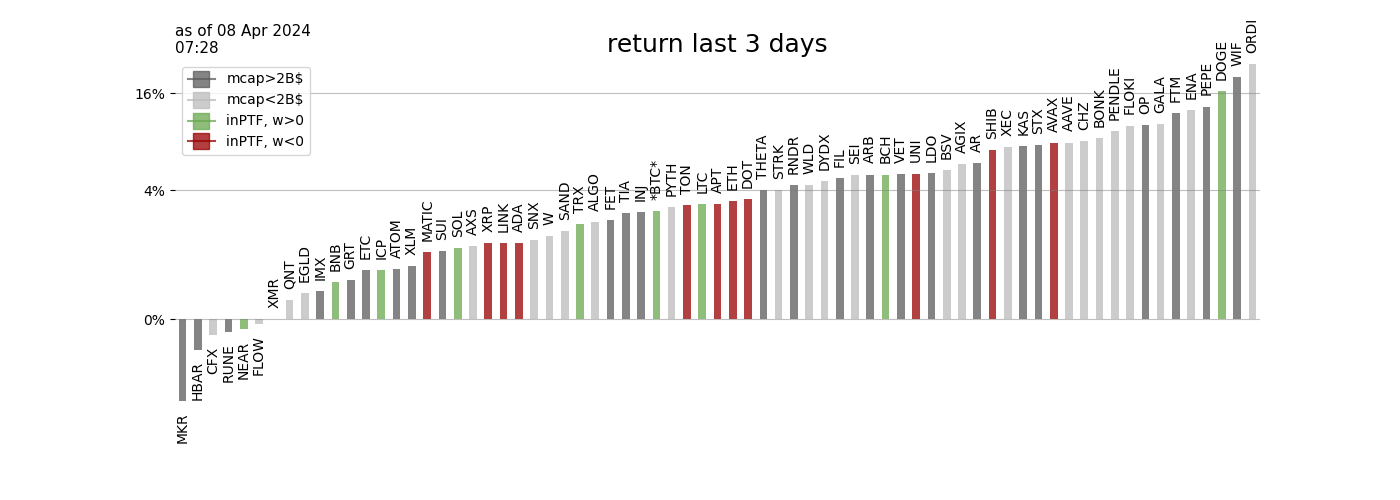 as of 08 Apr 2024
07:28
return last 3 days
mcap>2B$
mcap<2B$
inPTF, w>0
inPTF, w<0
16%
4%
0%
MKR
HBAR
CFX
RUNE
NEAR
FLOW
XMR
QNT
EGLD
IMX
BNB
GRT
ETC
ICP
ATOM
XLM
MATIC
SUI
SOL
AXS
XRP
LINK
ADA
SNX
W
SAND
TRX
ALGO
FET
TIA
INJ
*BTC*
PYTH
TON
LTC
APT
ETH
DOT
THETA
STRK
RNDR
WLD
DYDX
FIL
SEI
ARB
BCH
VET
UNI
LDO
BSV
AGIX
AR
SHIB
XEC
KAS
STX
AVAX
AAVE
CHZ
BONK
PENDLE
FLOKI
OP
GALA
FTM
ENA
PEPE
DOGE
WIF
ORDI